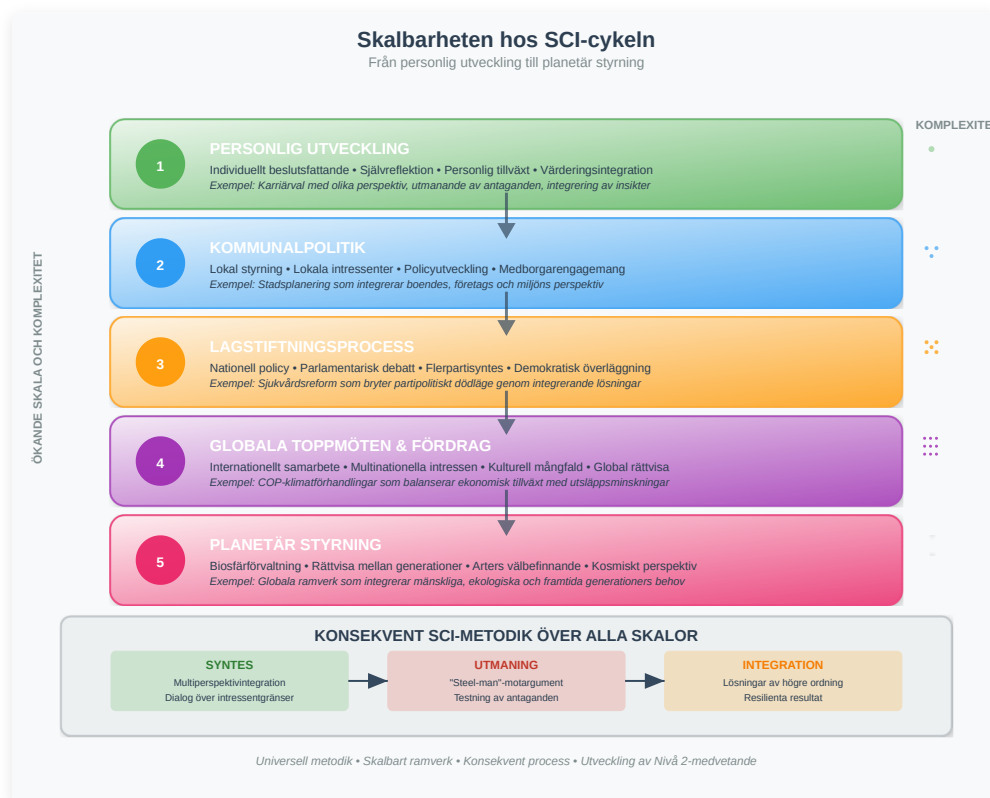 Skalbarheten hos SCI-cykeln
Från personlig utveckling till planetär styrning
KOMPLEXITE
ÖKANDE SKALA OCH KOMPLEXITET
1
PERSONLIG UTVECKLING
Individuellt beslutsfattande • Självreflektion • Personlig tillväxt • Värderingsintegration
Exempel: Karriärval med olika perspektiv, utmanande av antaganden, integrering av insikter
2
KOMMUNALPOLITIK
Lokal styrning • Lokala intressenter • Policyutveckling • Medborgarengagemang
Exempel: Stadsplanering som integrerar boendes, företags och miljöns perspektiv
3
LAGSTIFTNINGSPROCESS
Nationell policy • Parlamentarisk debatt • Flerpartisyntes • Demokratisk överläggning
Exempel: Sjukvårdsreform som bryter partipolitiskt dödläge genom integrerande lösningar
4
GLOBALA TOPPMÖTEN & FÖRDRAG
Internationellt samarbete • Multinationella intressen • Kulturell mångfald • Global rättvisa
Exempel: COP-klimatförhandlingar som balanserar ekonomisk tillväxt med utsläppsminskningar
5
PLANETÄR STYRNING
Biosfärförvaltning • Rättvisa mellan generationer • Arters välbefinnande • Kosmiskt perspektiv
Exempel: Globala ramverk som integrerar mänskliga, ekologiska och framtida generationers behov
KONSEKVENT SCI-METODIK ÖVER ALLA SKALOR
SYNTES
Multiperspektivintegration
Dialog över intressentgränser
UTMANING
"Steel-man"-motargument
Testning av antaganden
INTEGRATION
Lösningar av högre ordning
Resilienta resultat
Universell metodik • Skalbart ramverk • Konsekvent process • Utveckling av Nivå 2-medvetande